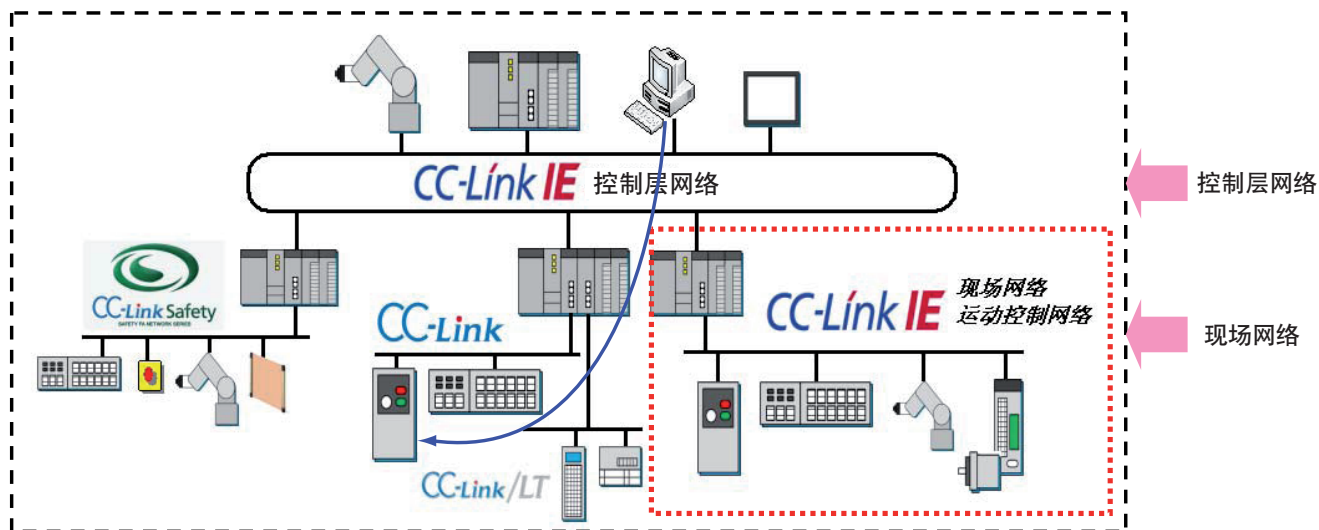 CC-Link IE 控制层网络
控制层网络
CC-Link Safety
SAFETY FA NETWORK SERIES
CC-Link
CC-Link IE 现场网络
运动控制网络
现场网络
CC-Link/LT